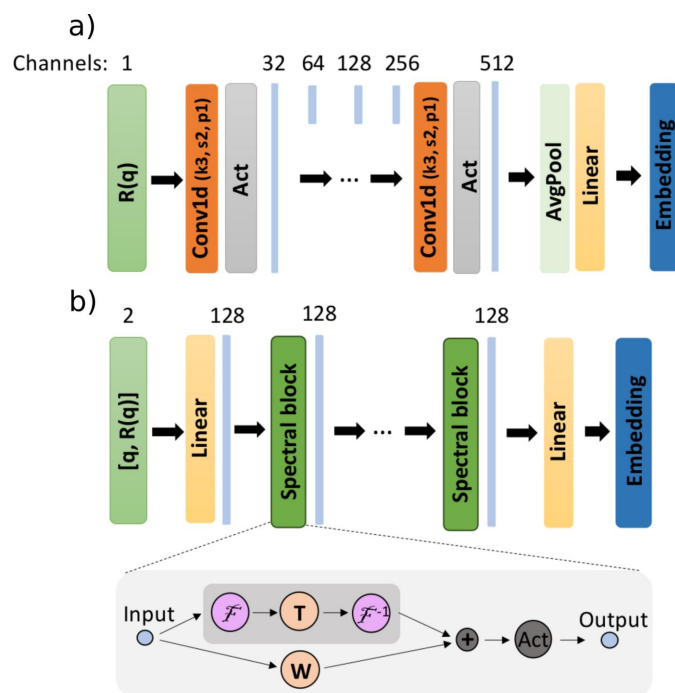 a)
Channels: 1 32 64 128 256 512
R(q)
Conv1d (k3, s2, p1)
Act
...
Conv1d (k3, s2, p1)
Act
AvgPool
Linear
Embedding
b)
2 128 128 128
[q, R(q)]
Linear
Spectral block
...
Spectral block
Linear
Embedding
Input
ℱ
T
ℱ-1
W
+
Act
Output